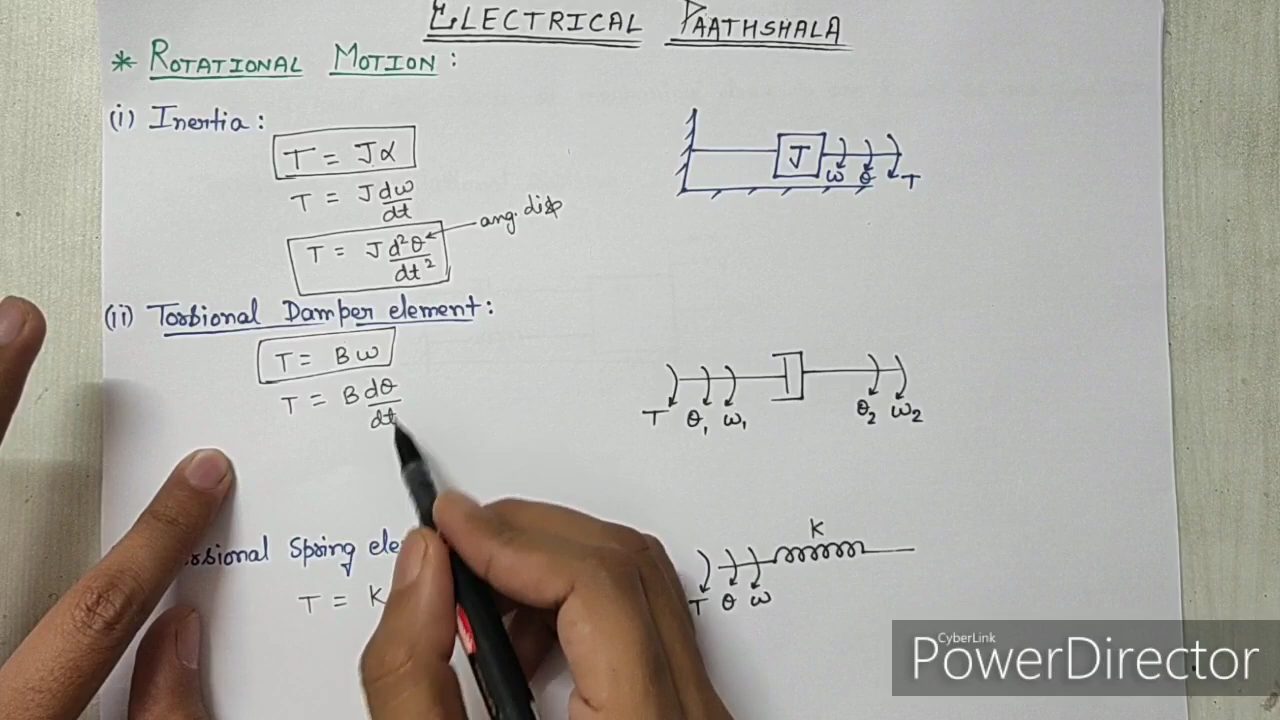 ELECTRICAL PAATHSHALA
* ROTATIONAL MOTION :
(i) Inertia :
T = Jα
T = J dω/dt
T = J d²θ/dt²
ang. disp
J
ω θ T
(ii) Torsional Damper element :
T = Bω
T = B dθ/dt
T θ₁ ω₁ θ₂ ω₂
Spring
T = K
K
T θ ω
CyberLink
PowerDirector